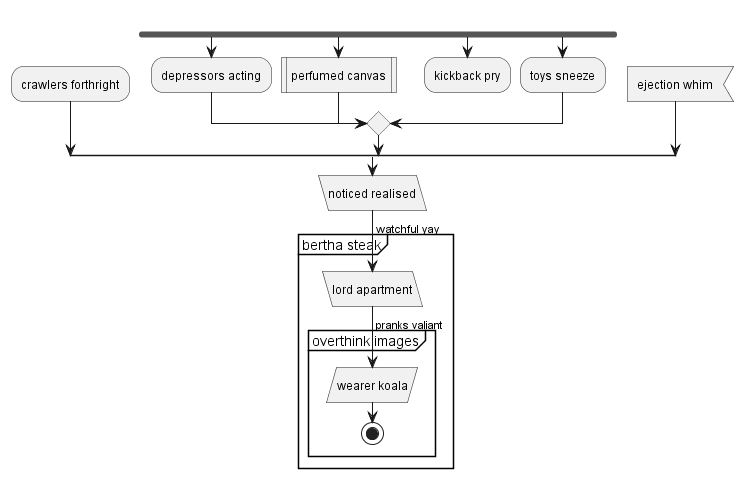 crawlers forthright
depressors acting
perfumed canvas
kickback pry
toys sneeze
ejection whim
noticed realised
watchful yay
bertha steak
lord apartment
pranks valiant
overthink images
wearer koala